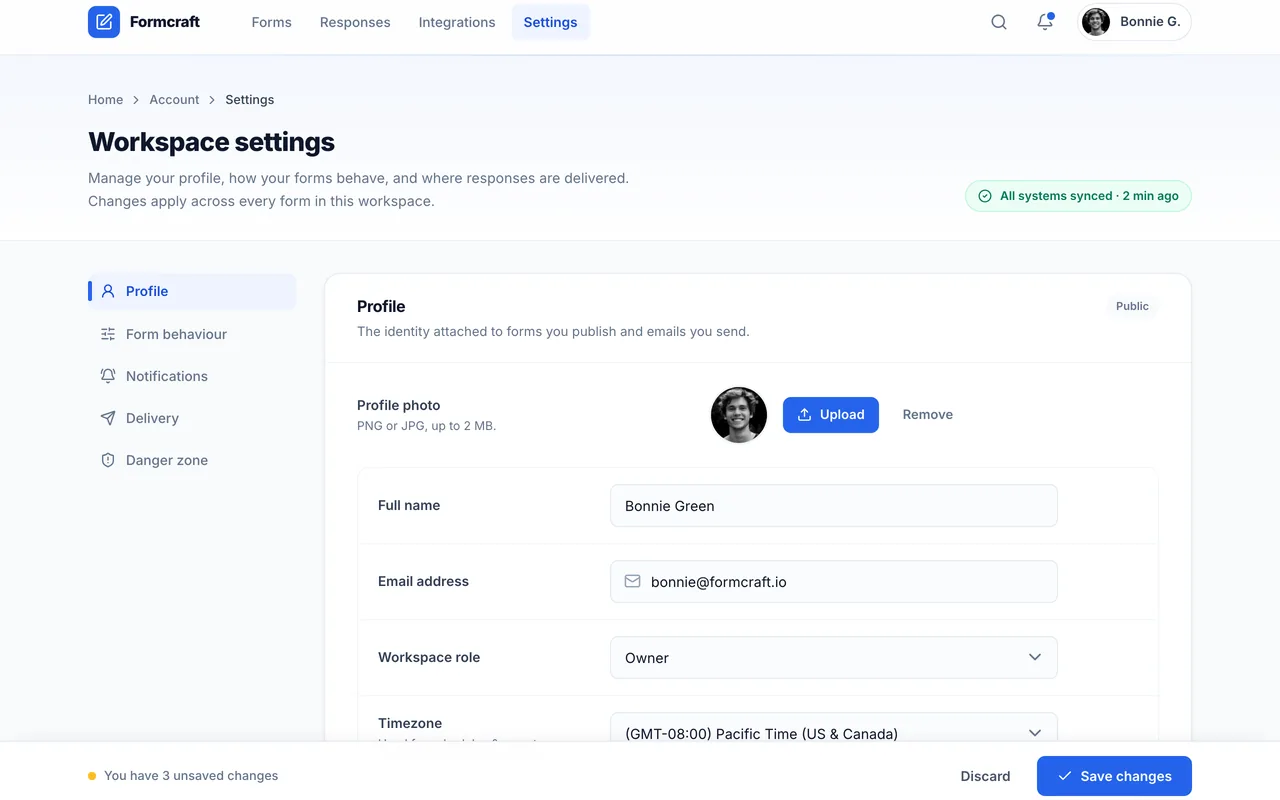 Formcraft
Forms
Responses
Integrations
Settings
Bonnie G.
Home
Account
Settings
Workspace settings
Manage your profile, how your forms behave, and where responses are delivered.
Changes apply across every form in this workspace.
All systems synced · 2 min ago
Profile
Form behaviour
Notifications
Delivery
Danger zone
Profile
The identity attached to forms you publish and emails you send.
Public
Profile photo
PNG or JPG, up to 2 MB.
Upload
Remove
Full name
Bonnie Green
Email address
bonnie@formcraft.io
Workspace role
Owner
Timezone
(GMT-08:00) Pacific Time (US & Canada)
You have 3 unsaved changes
Discard
Save changes